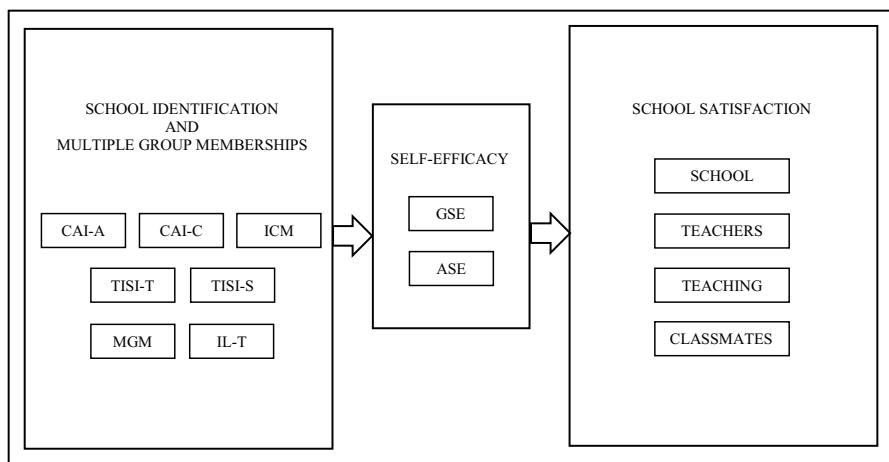 SCHOOL IDENTIFICATION
AND
MULTIPLE GROUP MEMBERSHIPS
CAI-A
CAI-C
ICM
TISI-T
TISI-S
MGM
IL-T
SELF-EFFICACY
GSE
ASE
SCHOOL SATISFACTION
SCHOOL
TEACHERS
TEACHING
CLASSMATES